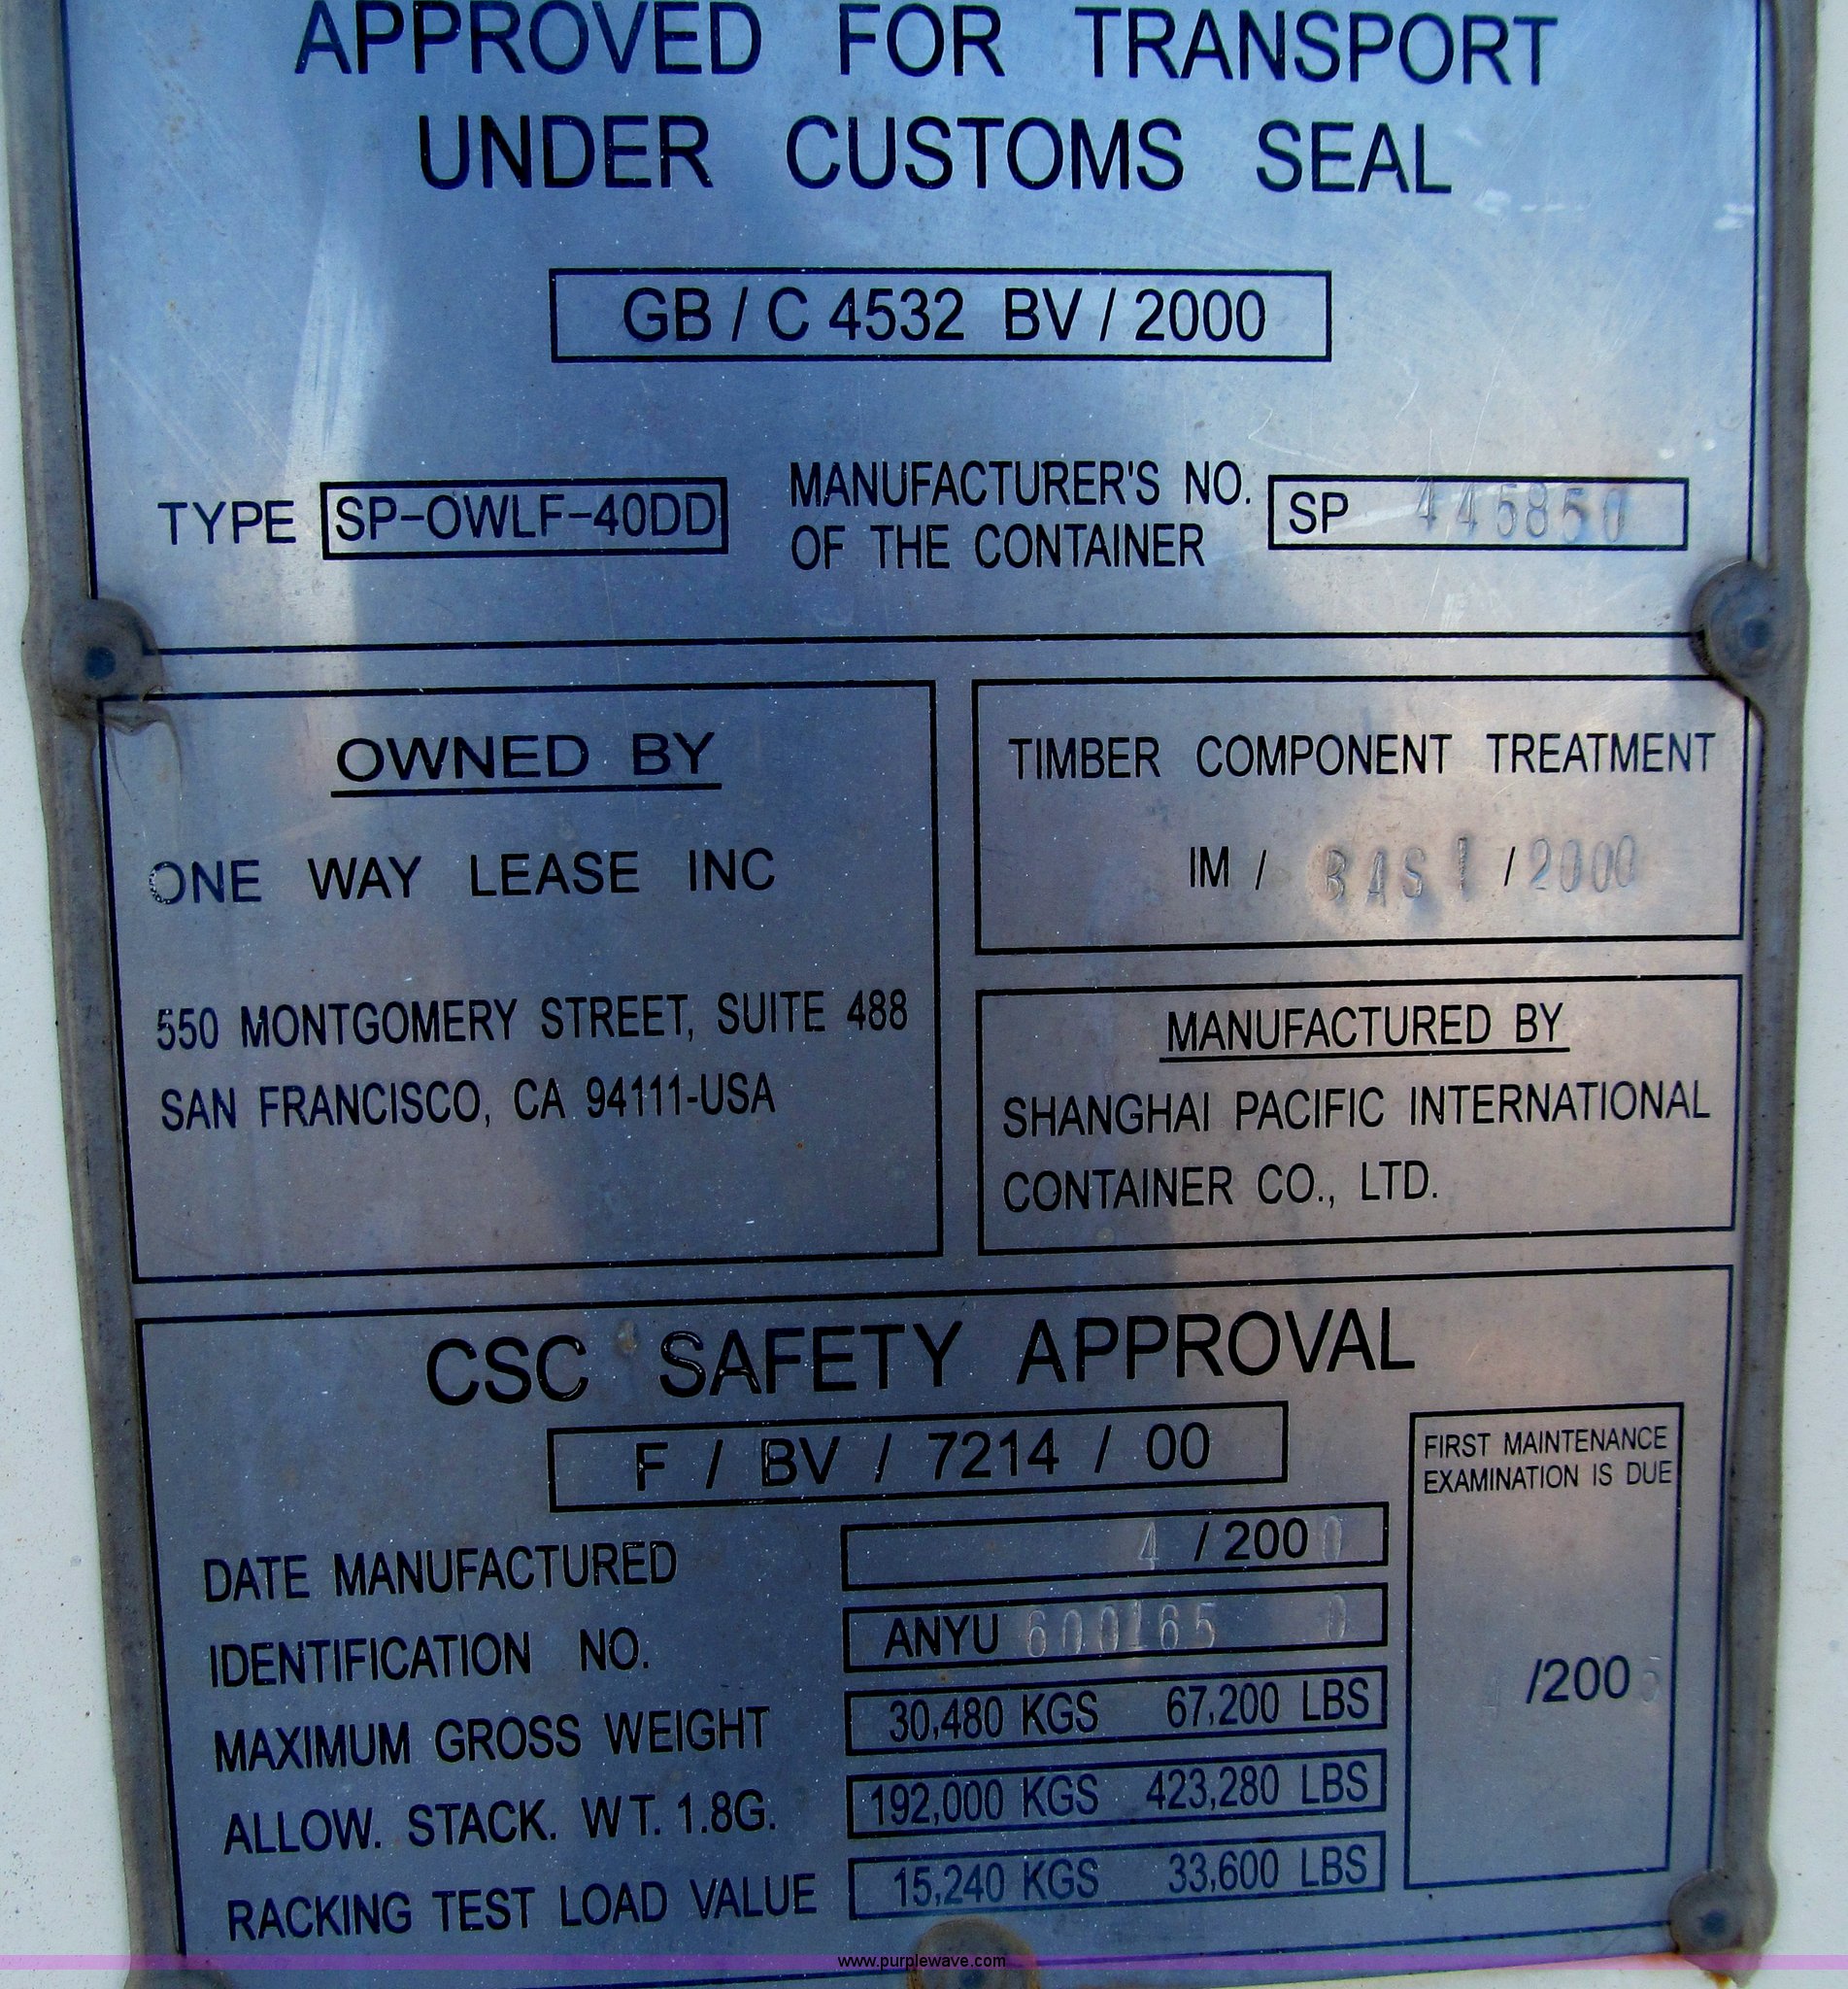 APPROVED FOR TRANSPORT
UNDER CUSTOMS SEAL
GB / C 4532 BV / 2000
TYPE SP-OWLF-40DD
MANUFACTURER'S NO.
OF THE CONTAINER
SP 445850
OWNED BY
ONE WAY LEASE INC
550 MONTGOMERY STREET, SUITE 488
SAN FRANCISCO, CA 94111-USA
TIMBER COMPONENT TREATMENT
IM / BAS1 / 2000
MANUFACTURED BY
SHANGHAI PACIFIC INTERNATIONAL
CONTAINER CO., LTD.
CSC SAFETY APPROVAL
F / BV / 7214 / 00
FIRST MAINTENANCE
EXAMINATION IS DUE
/2005
DATE MANUFACTURED 4 / 2000
IDENTIFICATION NO. ANYU 600165 0
MAXIMUM GROSS WEIGHT 30,480 KGS 67,200 LBS
ALLOW. STACK. WT. 1.8G. 192,000 KGS 423,280 LBS
RACKING TEST LOAD VALUE 15,240 KGS 33,600 LBS
www.purplewave.com